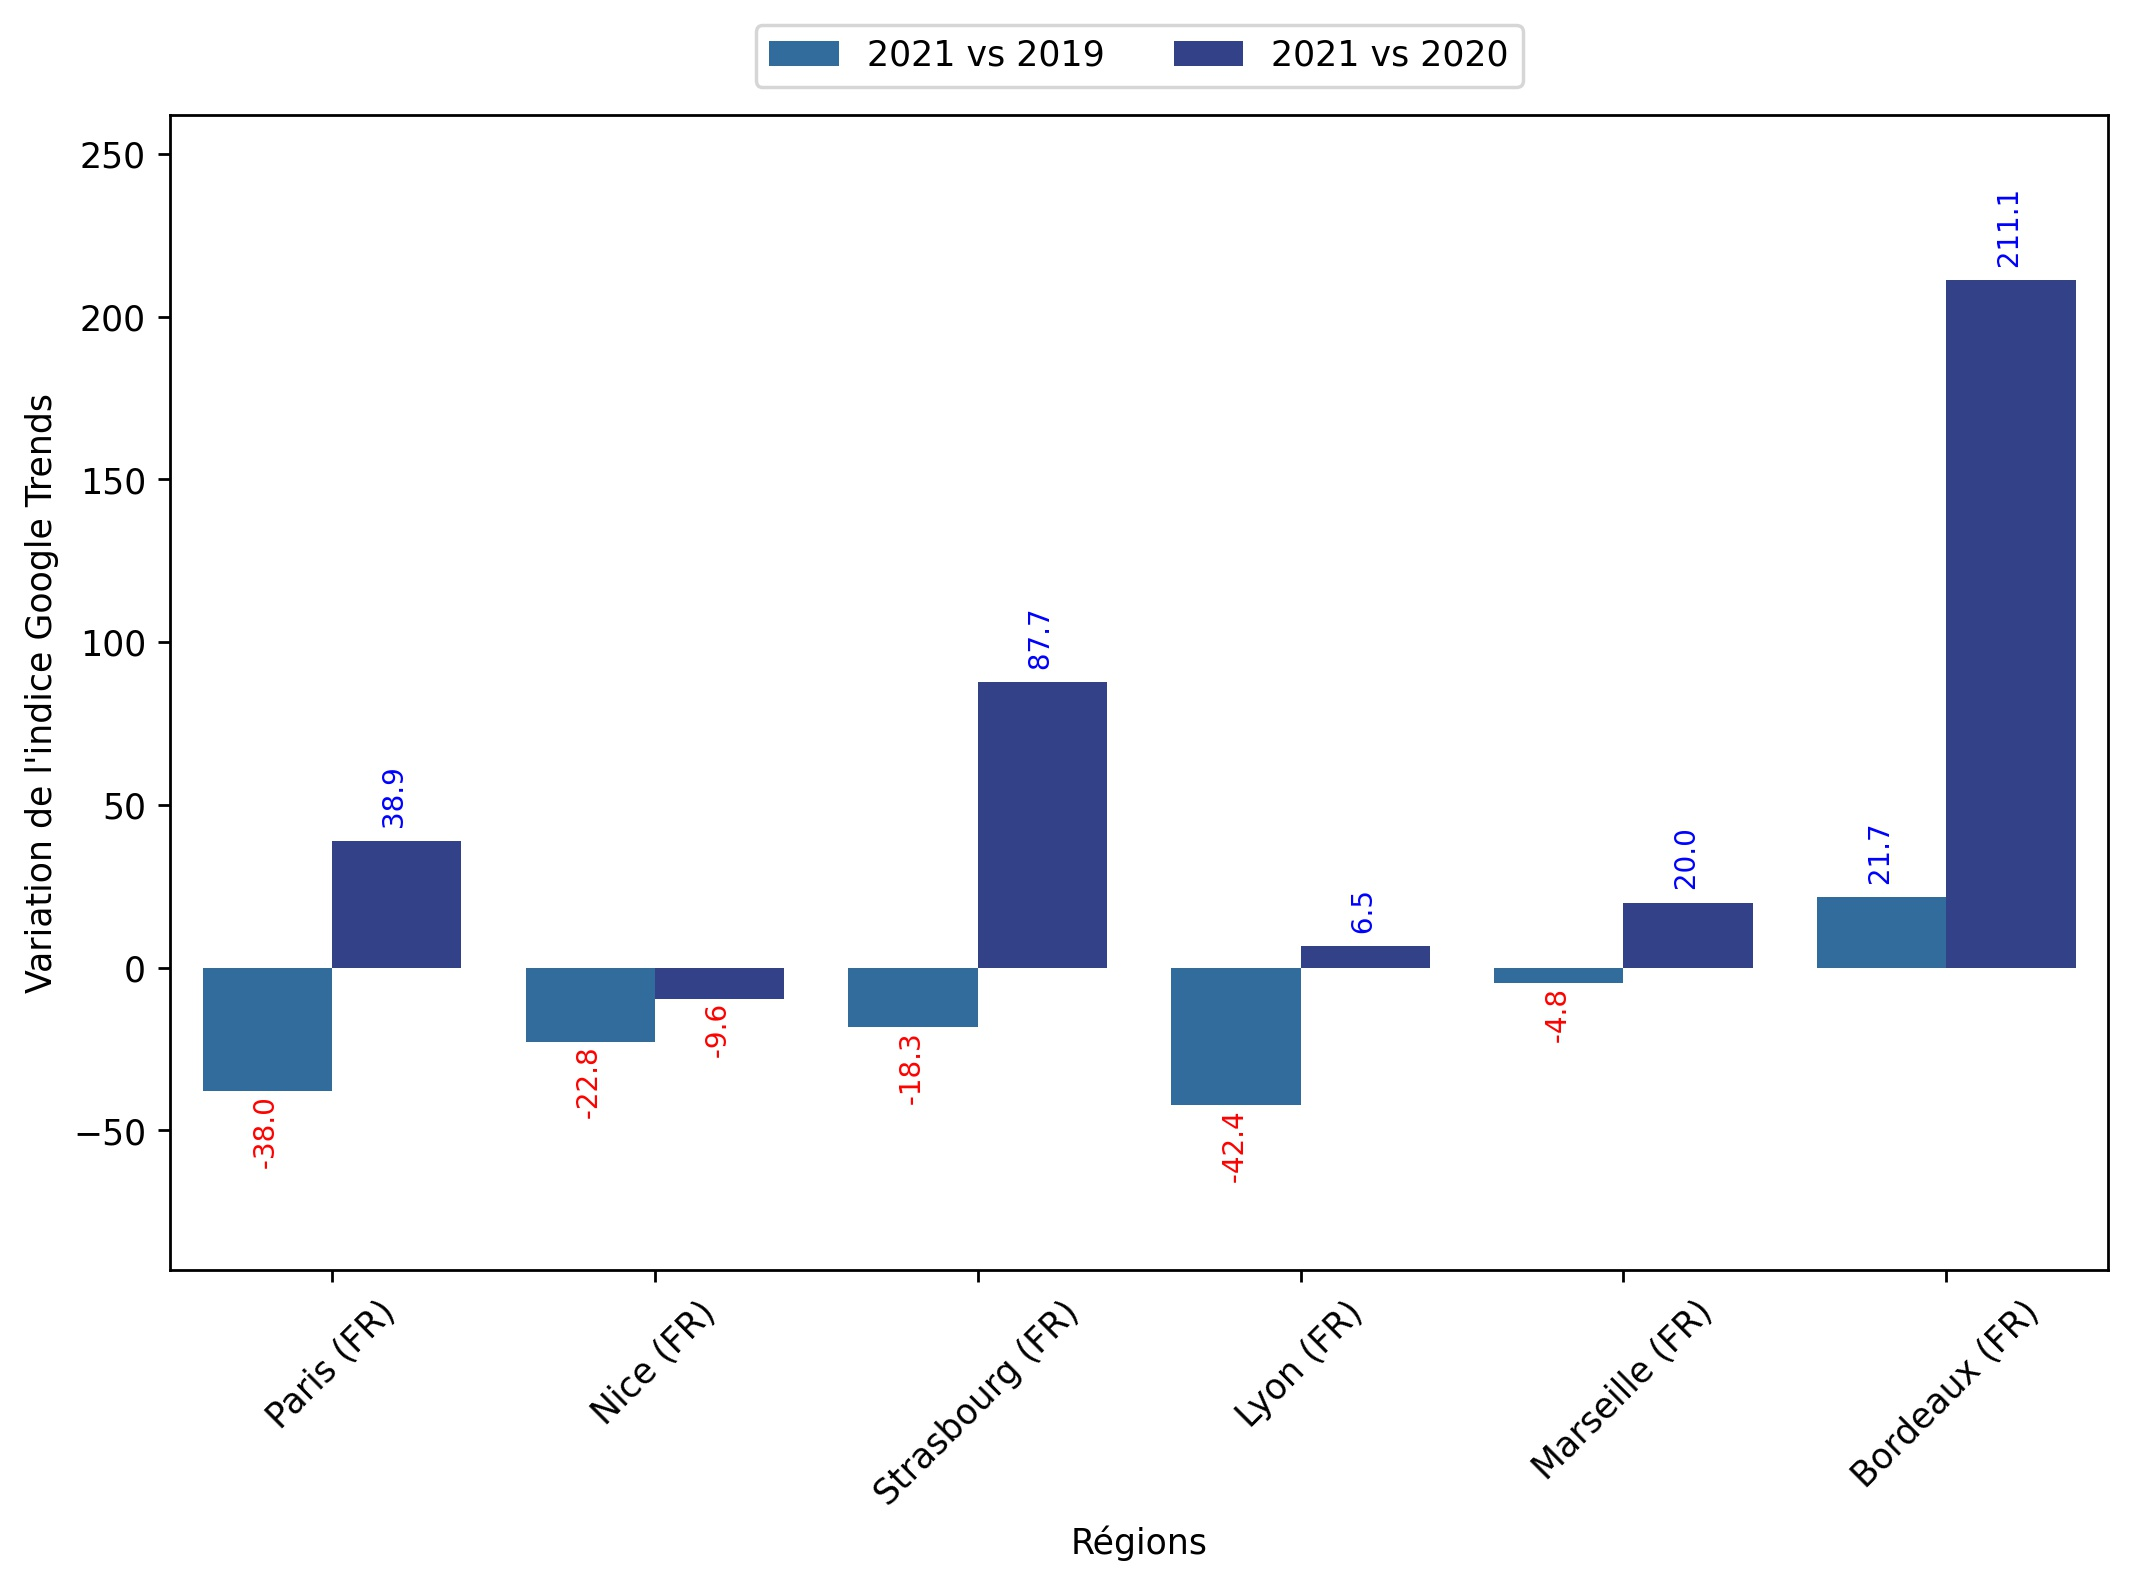 2021 vs 2019
2021 vs 2020
Variation de l'indice Google Trends
250
200
150
100
50
0
−50
-38.0
38.9
-22.8
-9.6
-18.3
87.7
-42.4
6.5
-4.8
20.0
21.7
211.1
Paris (FR)
Nice (FR)
Strasbourg (FR)
Lyon (FR)
Marseille (FR)
Bordeaux (FR)
Régions